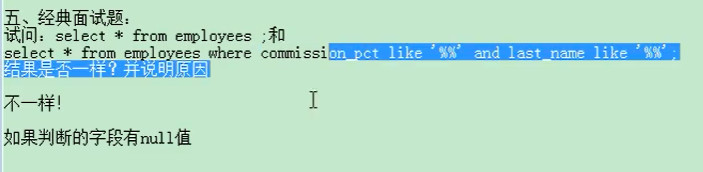 五、经典面试题：
试问：select * from employees ;和
select * from employees where commission_pct like '%%' and last_name like '%%';
结果是否一样？并说明原因
不一样！
如果判断的字段有null值